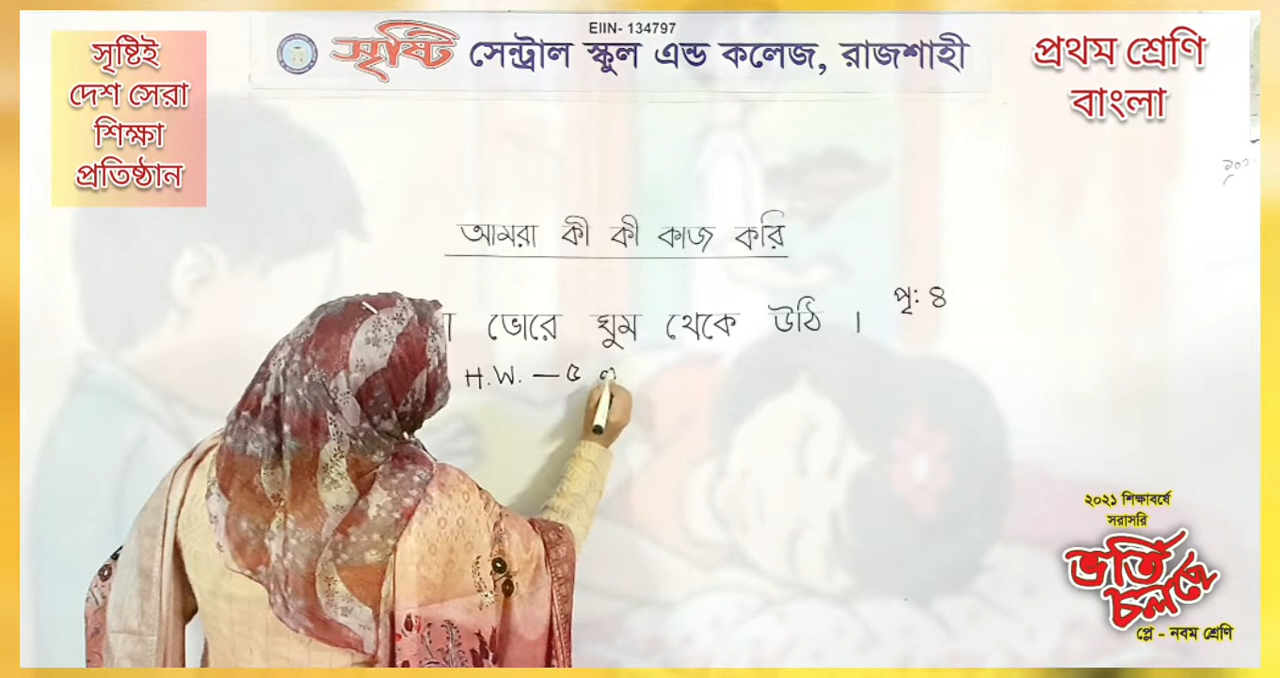 সৃষ্টিই
দেশ সেরা
শিক্ষা
প্রতিষ্ঠান
EIIN- 134797
সৃষ্টি সেন্ট্রাল স্কুল এন্ড কলেজ, রাজশাহী
প্রথম শ্রেণি
বাংলা
আমরা কী কী কাজ করি
ভোরে ঘুম থেকে উঠি ।
পৃ: ৪
H.W. — ৫
২০২১ শিক্ষাবর্ষে
সরাসরি
ভর্তি
চলছে
প্লে - নবম শ্রেণি